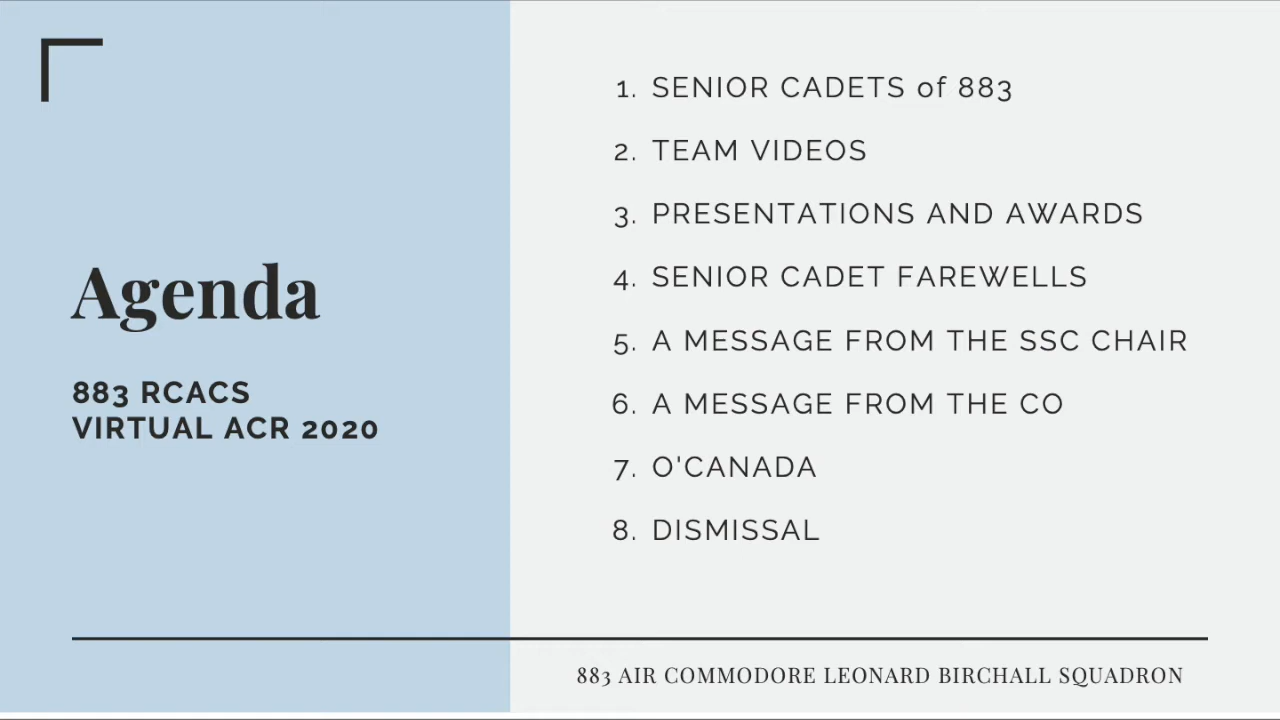 Agenda
883 RCACS
VIRTUAL ACR 2020
1. SENIOR CADETS of 883
2. TEAM VIDEOS
3. PRESENTATIONS AND AWARDS
4. SENIOR CADET FAREWELLS
5. A MESSAGE FROM THE SSC CHAIR
6. A MESSAGE FROM THE CO
7. O'CANADA
8. DISMISSAL
883 AIR COMMODORE LEONARD BIRCHALL SQUADRON